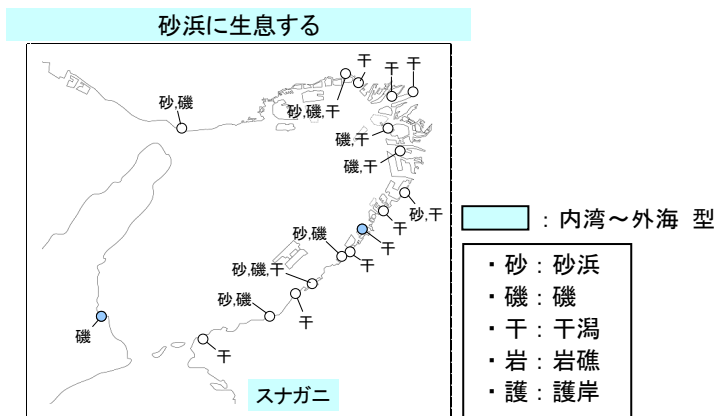 砂浜に生息する
干
干
干
砂,磯
砂,磯,干
磯,干
磯,干
砂,干
干
砂,磯
干
干
砂,磯,干
砂,磯
干
磯
干
スナガニ
：内湾～外海 型
・砂：砂浜
・磯：磯
・干：干潟
・岩：岩礁
・護：護岸